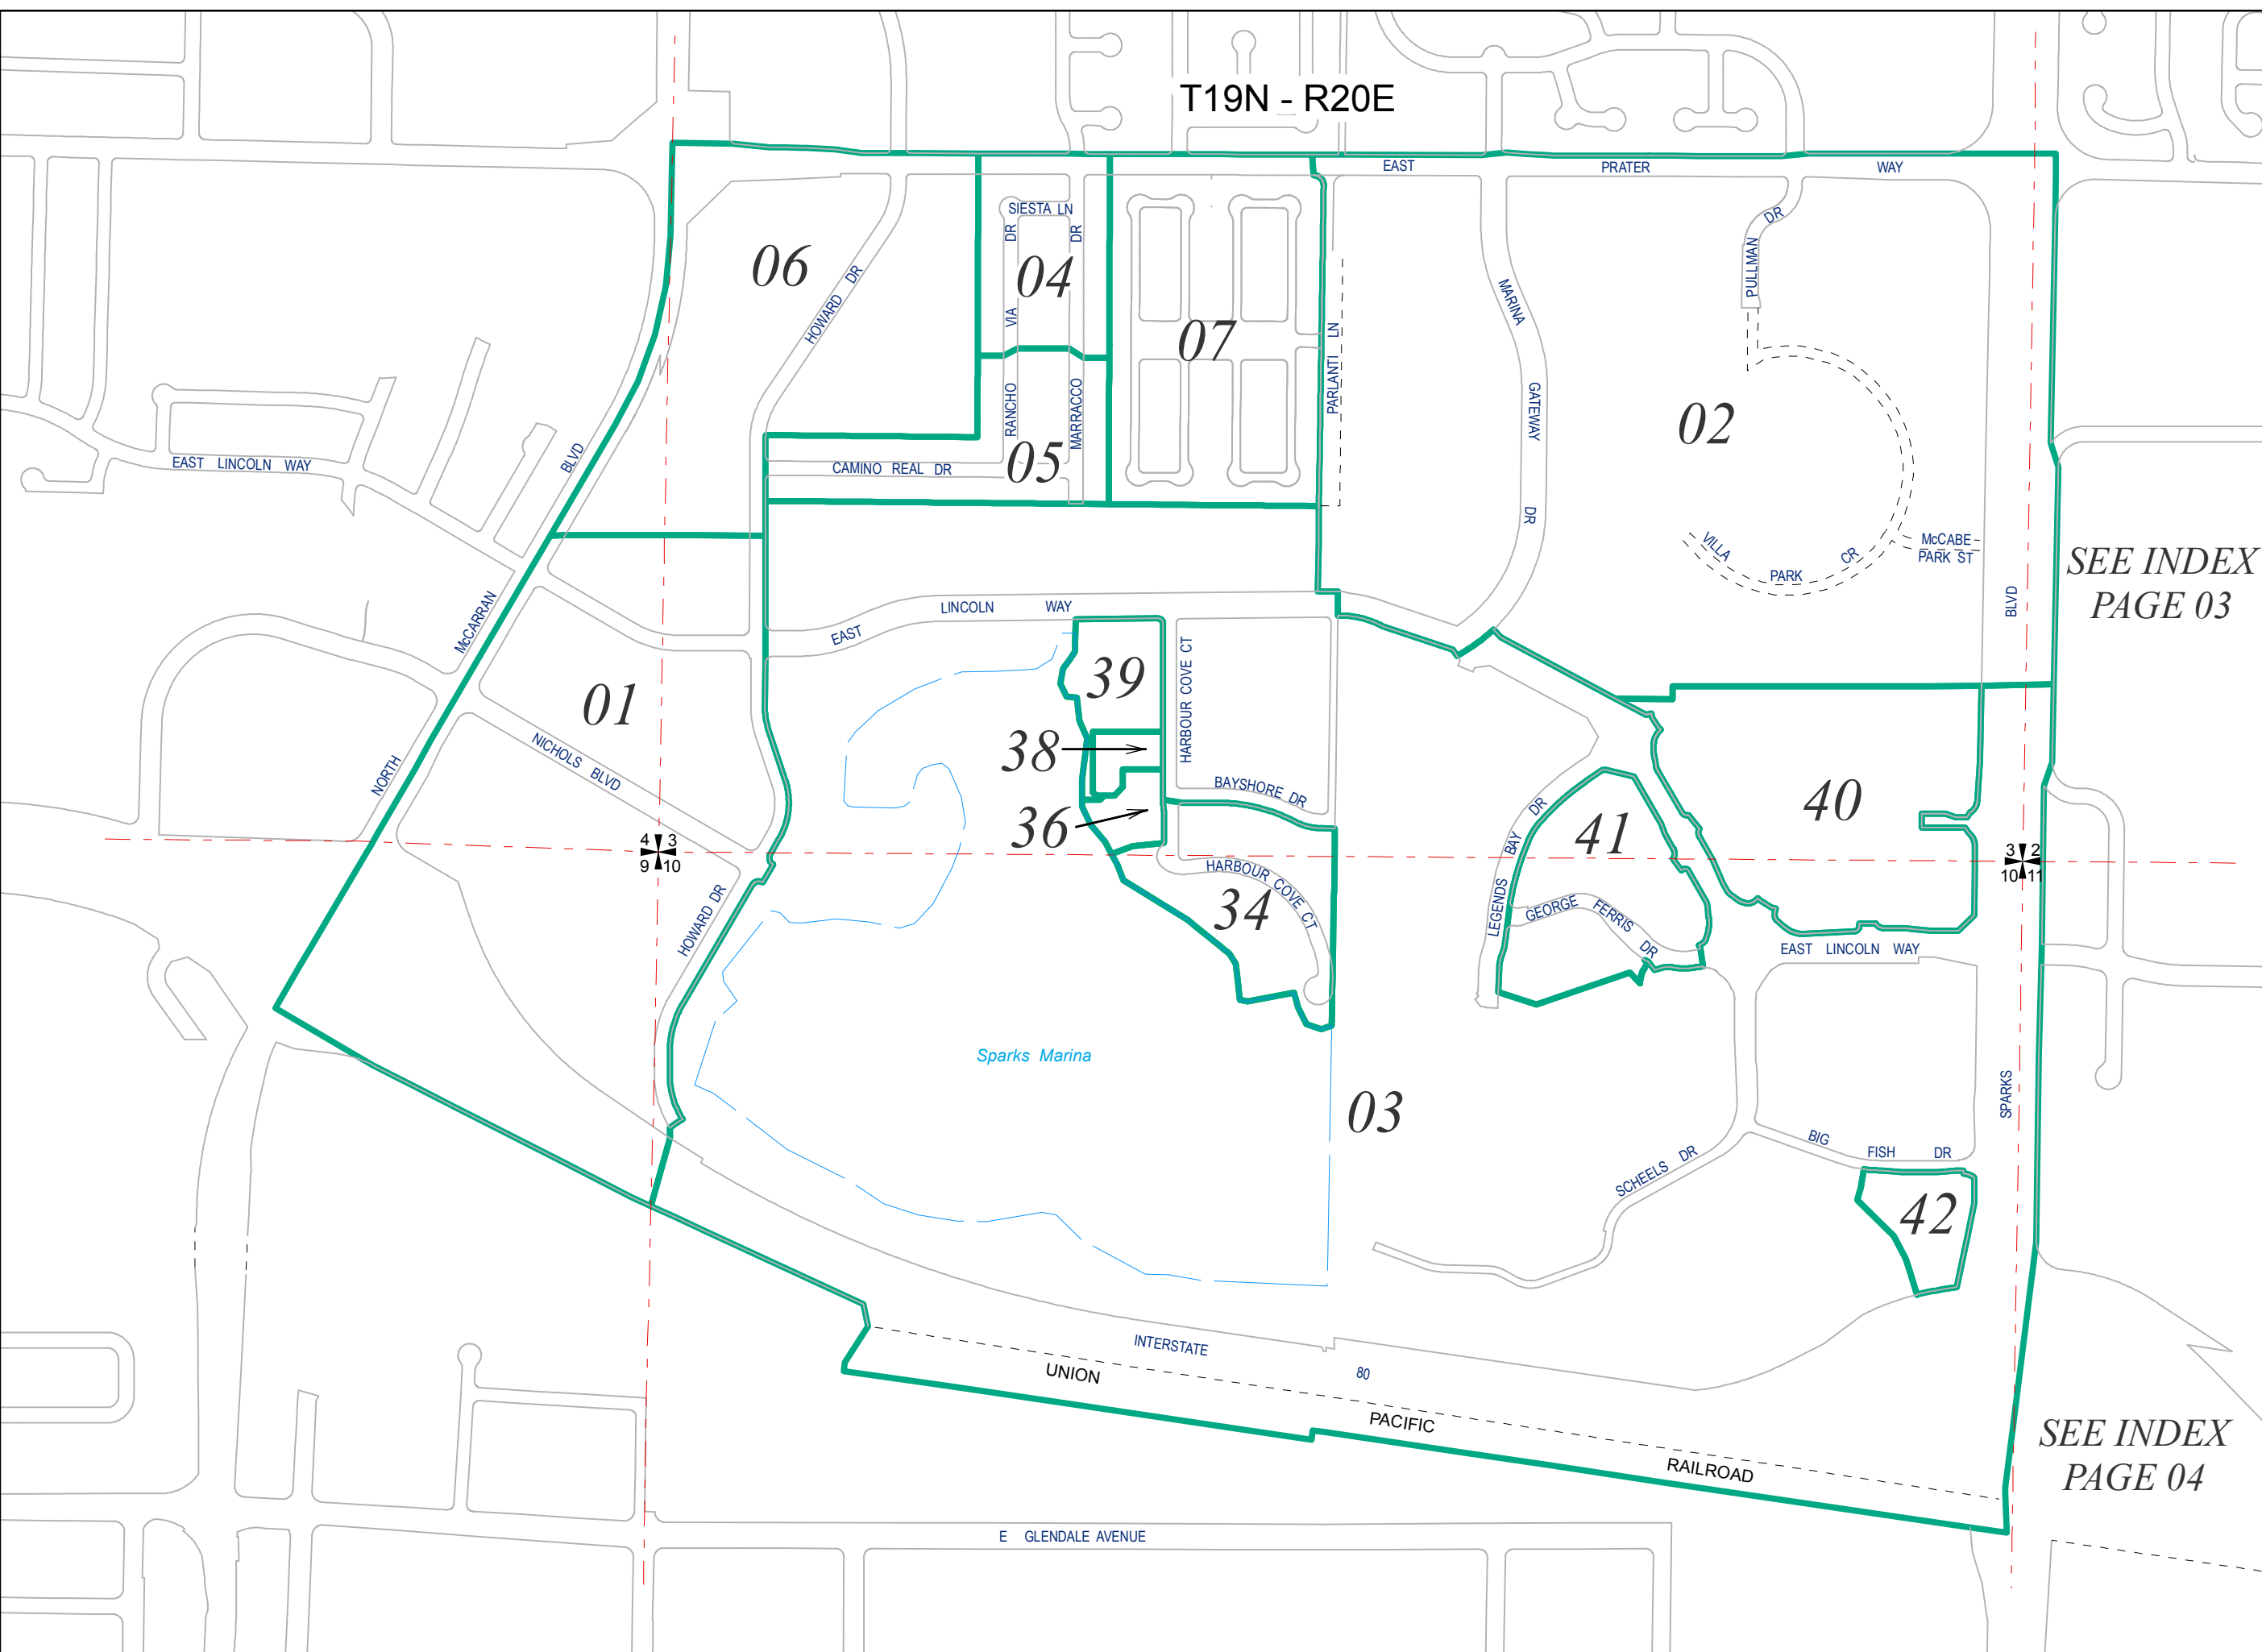 T19N - R20E
EAST PRATER WAY
SIESTA LN
DR
DR
PULLMAN DR
06
04
HOWARD DR
VIA
07
MARINA
PARLANTI LN
RANCHO
MARRACCO
GATEWAY
02
EAST LINCOLN WAY
BLVD
CAMINO REAL DR
05
DR
VILLA PARK CR
McCABE
PARK ST
SEE INDEX
PAGE 03
McCARRAN
EAST LINCOLN WAY
BLVD
39
HARBOUR COVE CT
01
38
NICHOLS BLVD
NORTH
BAYSHORE DR
40
36
41
LEGENDS BAY DR
4 3
9 10
3 2
10 11
HARBOUR COVE CT
34
GEORGE FERRIS DR
HOWARD DR
EAST LINCOLN WAY
Sparks Marina
03
SPARKS
BIG FISH DR
SCHEELS DR
42
INTERSTATE 80
UNION PACIFIC RAILROAD
SEE INDEX
PAGE 04
E GLENDALE AVENUE